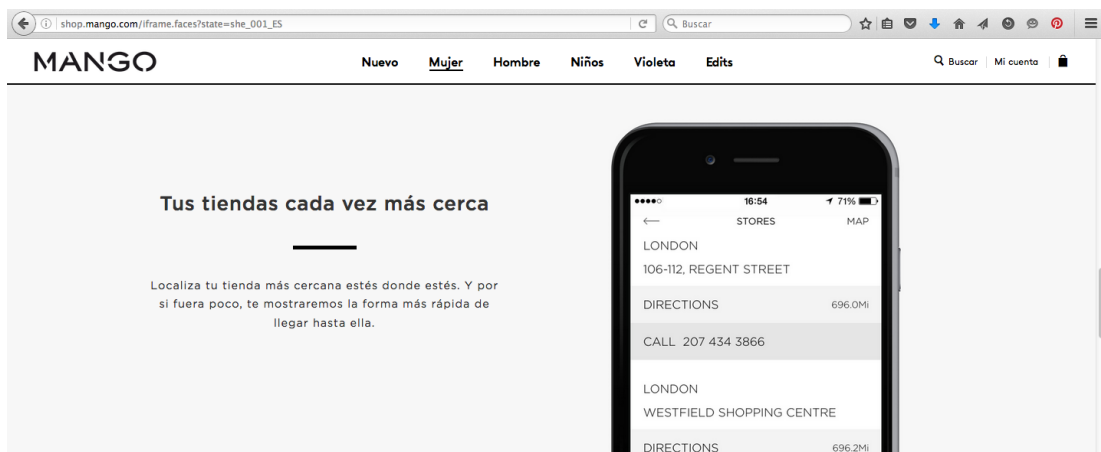 shop.mango.com/iframe.faces?state=she_001_ES
Buscar
MANGO
Nuevo Mujer Hombre Niños Violeta Edits
Buscar Mi cuenta
Tus tiendas cada vez más cerca
Localiza tu tienda más cercana estés donde estés. Y por
si fuera poco, te mostraremos la forma más rápida de
llegar hasta ella.
16:54 71%
STORES MAP
LONDON
106-112, REGENT STREET
DIRECTIONS 696.0Mi
CALL 207 434 3866
LONDON
WESTFIELD SHOPPING CENTRE
DIRECTIONS 696.2Mi